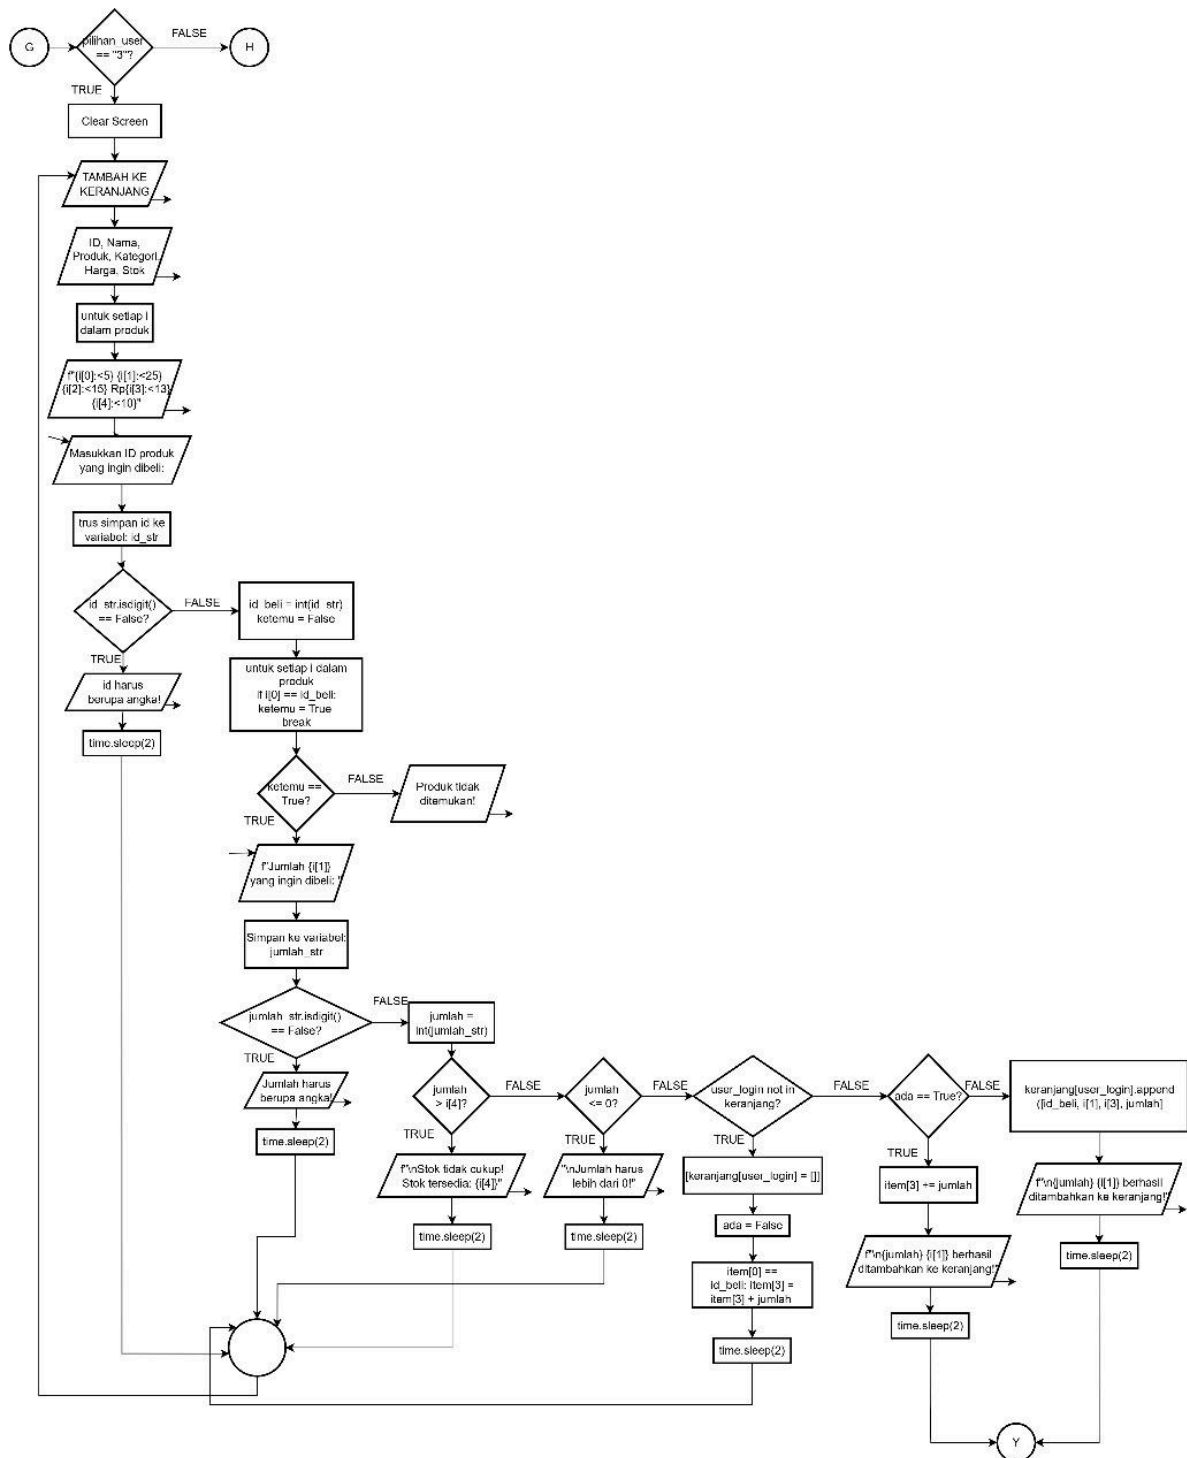 G
pilihan_user
== "3"?
FALSE
H
TRUE
Clear Screen
TAMBAH KE
KERANJANG
ID, Nama,
Produk, Kategori,
Harga, Stok
untuk setiap i
dalam produk
f"{i[0]:<5} {i[1]:<25}
{i[2]:<15} Rp{i[3]:<13}
{i[4]:<10}"
Masukkan ID produk
yang ingin dibeli:
trus simpan id ke
variabel: id_str
id_str.isdigit()
== False?
FALSE
id_beli = int(id_str)
ketemu = False
TRUE
id harus
berupa angka!
time.sleep(2)
untuk setiap i dalam
produk
if i[0] == id_beli:
ketemu = True
break
ketemu ==
True?
FALSE
Produk tidak
ditemukan!
TRUE
f"Jumlah {i[1]}
yang ingin dibeli: "
Simpan ke variabel:
jumlah_str
jumlah_str.isdigit()
== False?
FALSE
jumlah =
int(jumlah_str)
TRUE
Jumlah harus
berupa angka!
time.sleep(2)
jumlah
> i[4]?
FALSE
jumlah
<= 0?
FALSE
user_login not in
keranjang?
FALSE
ada == True?
FALSE
keranjang[user_login].append
([id_beli, i[1], i[3], jumlah]
TRUE
f"\nStok tidak cukup!
Stok tersedia: {i[4]}"
time.sleep(2)
TRUE
"\nJumlah harus
lebih dari 0!"
time.sleep(2)
TRUE
[keranjang[user_login] = []]
ada = False
item[0] ==
id_beli: item[3] =
item[3] + jumlah
time.sleep(2)
TRUE
item[3] += jumlah
f"\n{jumlah} {i[1]} berhasil
ditambahkan ke keranjang!"
time.sleep(2)
f"\n{jumlah} {i[1]} berhasil
ditambahkan ke keranjang!"
time.sleep(2)
Y